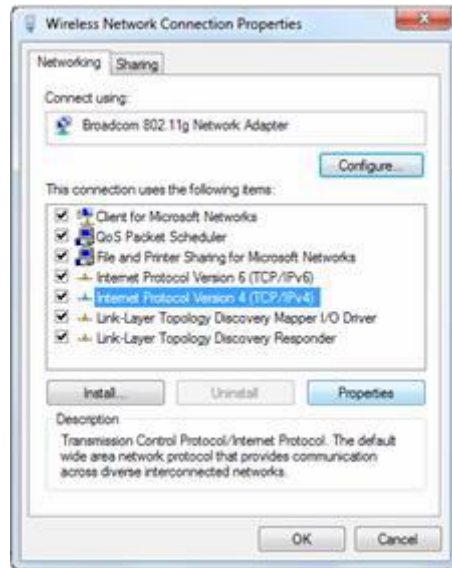 Wireless Network Connection Properties
Networking
Sharing
Connect using:
Broadcom 802.11g Network Adapter
Configure...
This connection uses the following items:
Client for Microsoft Networks
QoS Packet Scheduler
File and Printer Sharing for Microsoft Networks
Internet Protocol Version 6 (TCP/IPv6)
Internet Protocol Version 4 (TCP/IPv4)
Link-Layer Topology Discovery Mapper I/O Driver
Link-Layer Topology Discovery Responder
Install...
Uninstall
Properties
Description
Transmission Control Protocol/Internet Protocol. The default
wide area network protocol that provides communication
across diverse interconnected networks.
OK
Cancel